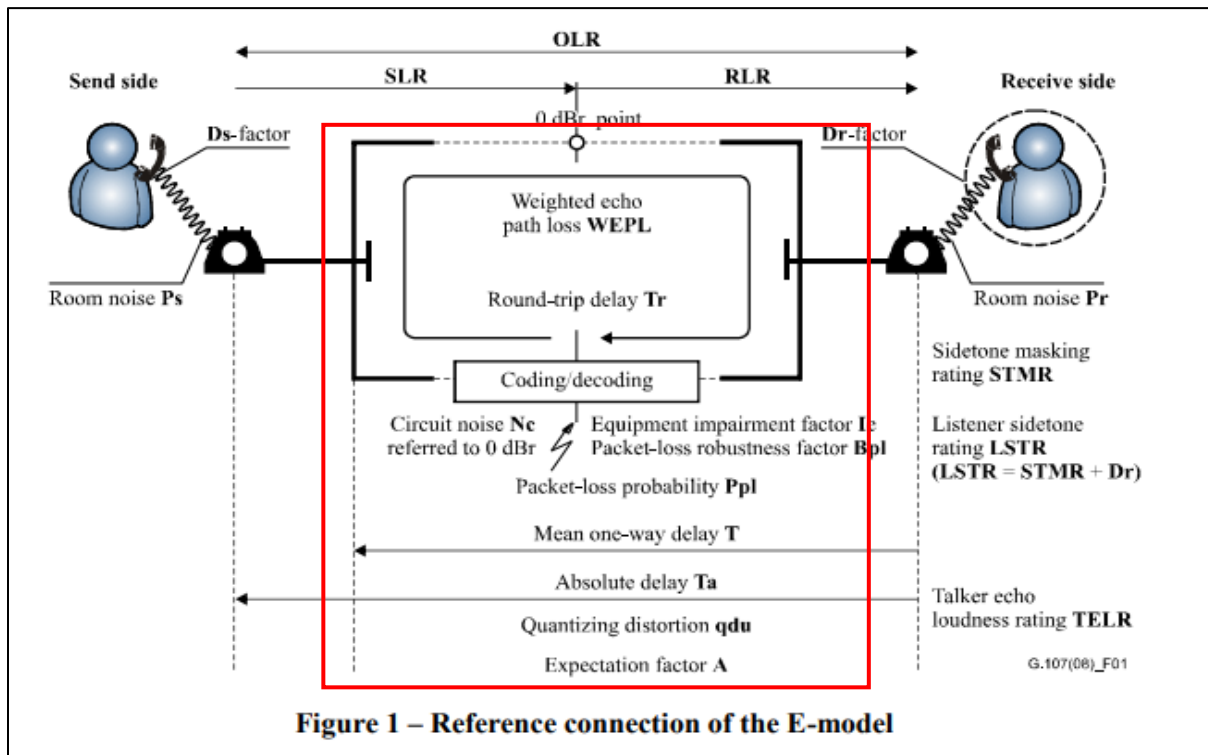 OLR
SLR
RLR
Send side
Receive side
0 dBr point
Ds-factor
Dr-factor
Weighted echo
path loss WEPL
Round-trip delay Tr
Room noise Ps
Room noise Pr
Coding/decoding
Sidetone masking
rating STMR
Circuit noise Nc
referred to 0 dBr
Equipment impairment factor Ie
Packet-loss robustness factor Bpl
Listener sidetone
rating LSTR
(LSTR = STMR + Dr)
Packet-loss probability Ppl
Mean one-way delay T
Absolute delay Ta
Talker echo
loudness rating TELR
Quantizing distortion qdu
Expectation factor A
G.107(08)_F01
Figure 1 – Reference connection of the E-model